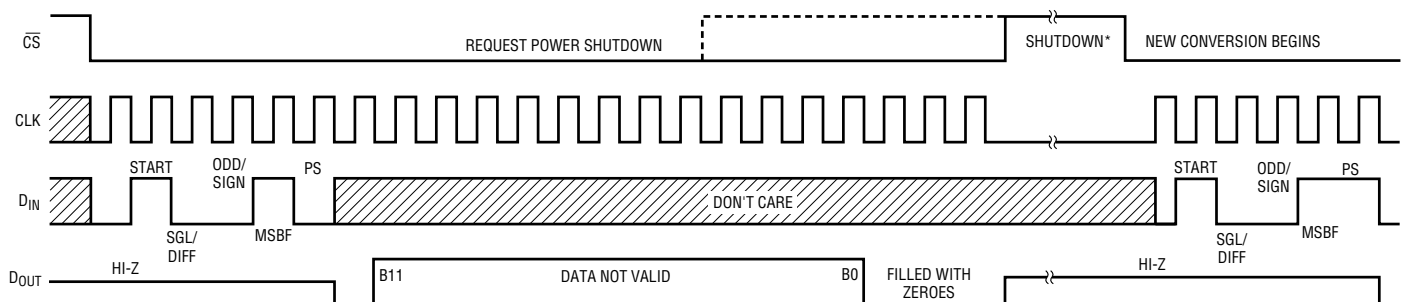 CS
REQUEST POWER SHUTDOWN
SHUTDOWN*
NEW CONVERSION BEGINS
CLK
START
ODD/
SIGN
PS
START
ODD/
SIGN
PS
DIN
DON'T CARE
SGL/
DIFF
MSBF
SGL/
DIFF
MSBF
DOUT
HI-Z
B11
DATA NOT VALID
B0
FILLED WITH
ZEROES
HI-Z